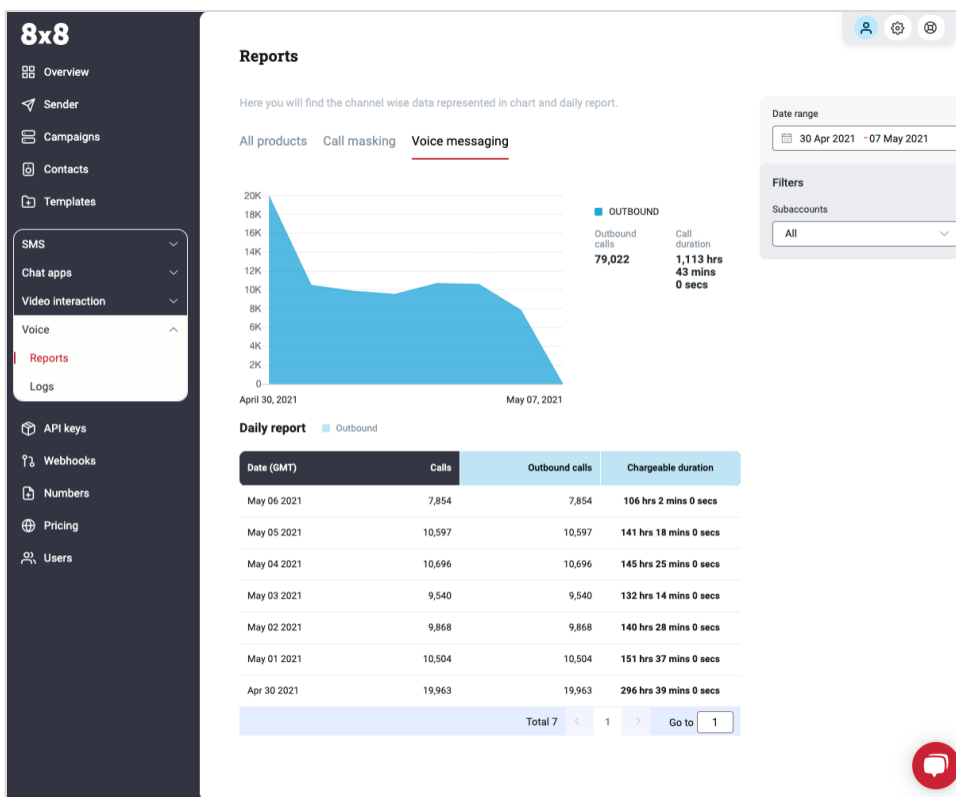 8x8
Overview
Sender
Campaigns
Contacts
Templates
SMS
Chat apps
Video interaction
Voice
Reports
Logs
API keys
Webhooks
Numbers
Pricing
Users
Reports
Here you will find the channel wise data represented in chart and daily report.
All products Call masking Voice messaging
20K
18K
16K
14K
12K
10K
8K
6K
4K
2K
0
April 30, 2021 May 07, 2021
OUTBOUND
Outbound calls
79,022
Call duration
1,113 hrs
43 mins
0 secs
Date range
30 Apr 2021 - 07 May 2021
Filters
Subaccounts
All
Daily report Outbound
Date (GMT) Calls Outbound calls Chargeable duration
May 06 2021 7,854 7,854 106 hrs 2 mins 0 secs
May 05 2021 10,597 10,597 141 hrs 18 mins 0 secs
May 04 2021 10,696 10,696 145 hrs 25 mins 0 secs
May 03 2021 9,540 9,540 132 hrs 14 mins 0 secs
May 02 2021 9,868 9,868 140 hrs 28 mins 0 secs
May 01 2021 10,504 10,504 151 hrs 37 mins 0 secs
Apr 30 2021 19,963 19,963 296 hrs 39 mins 0 secs
Total 7 < 1 > Go to 1